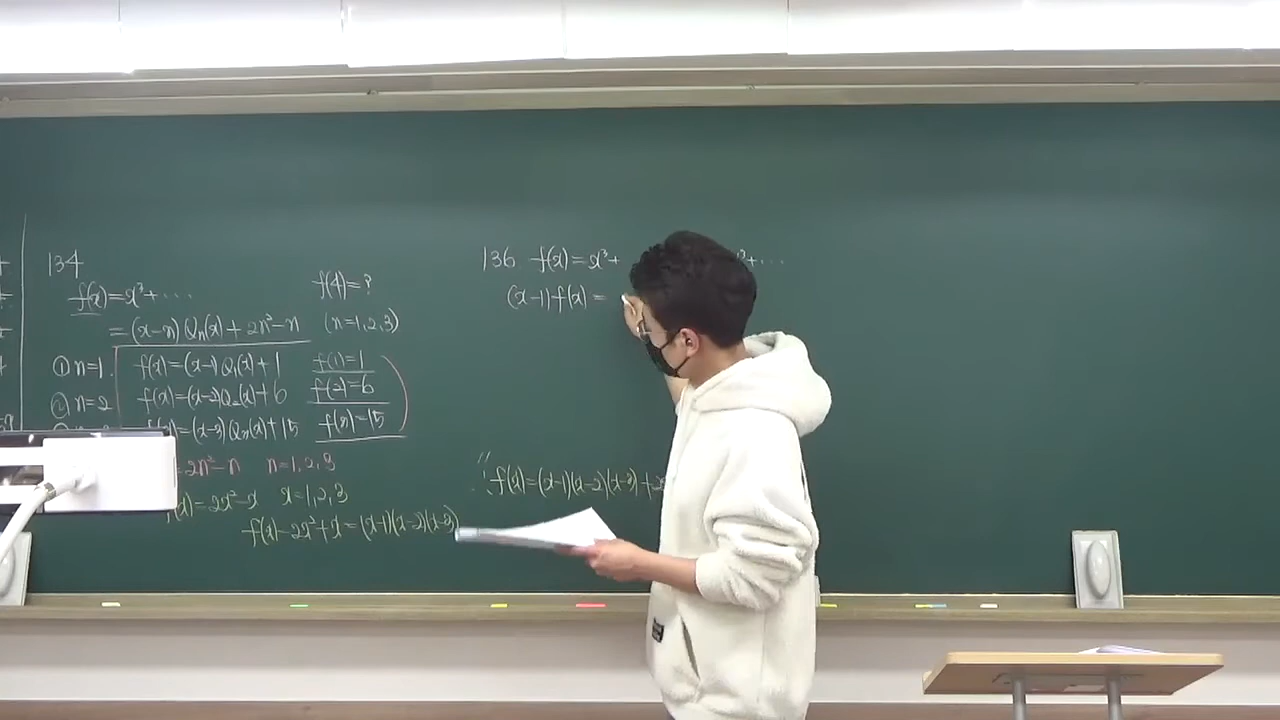 134
f(x)=x³+...
f(4)=?
=(x-n)Qₙ(x)+2n²-n (n=1,2,3)
① n=1. f(x)=(x-1)Q₁(x)+1 f(1)=1
② n=2 f(x)=(x-2)Q₂(x)+6 f(2)=6
=(x-3)Q₃(x)+15 f(3)=15
=2n²-n n=1,2,3
(x)=2x²-x x=1,2,3
f(x)-2x²+x=(x-1)(x-2)(x-3)
136 f(x)=x³+ +...
(x-1)f(x)=
f(x)=(x-1)(x-2)(x-3)+2x